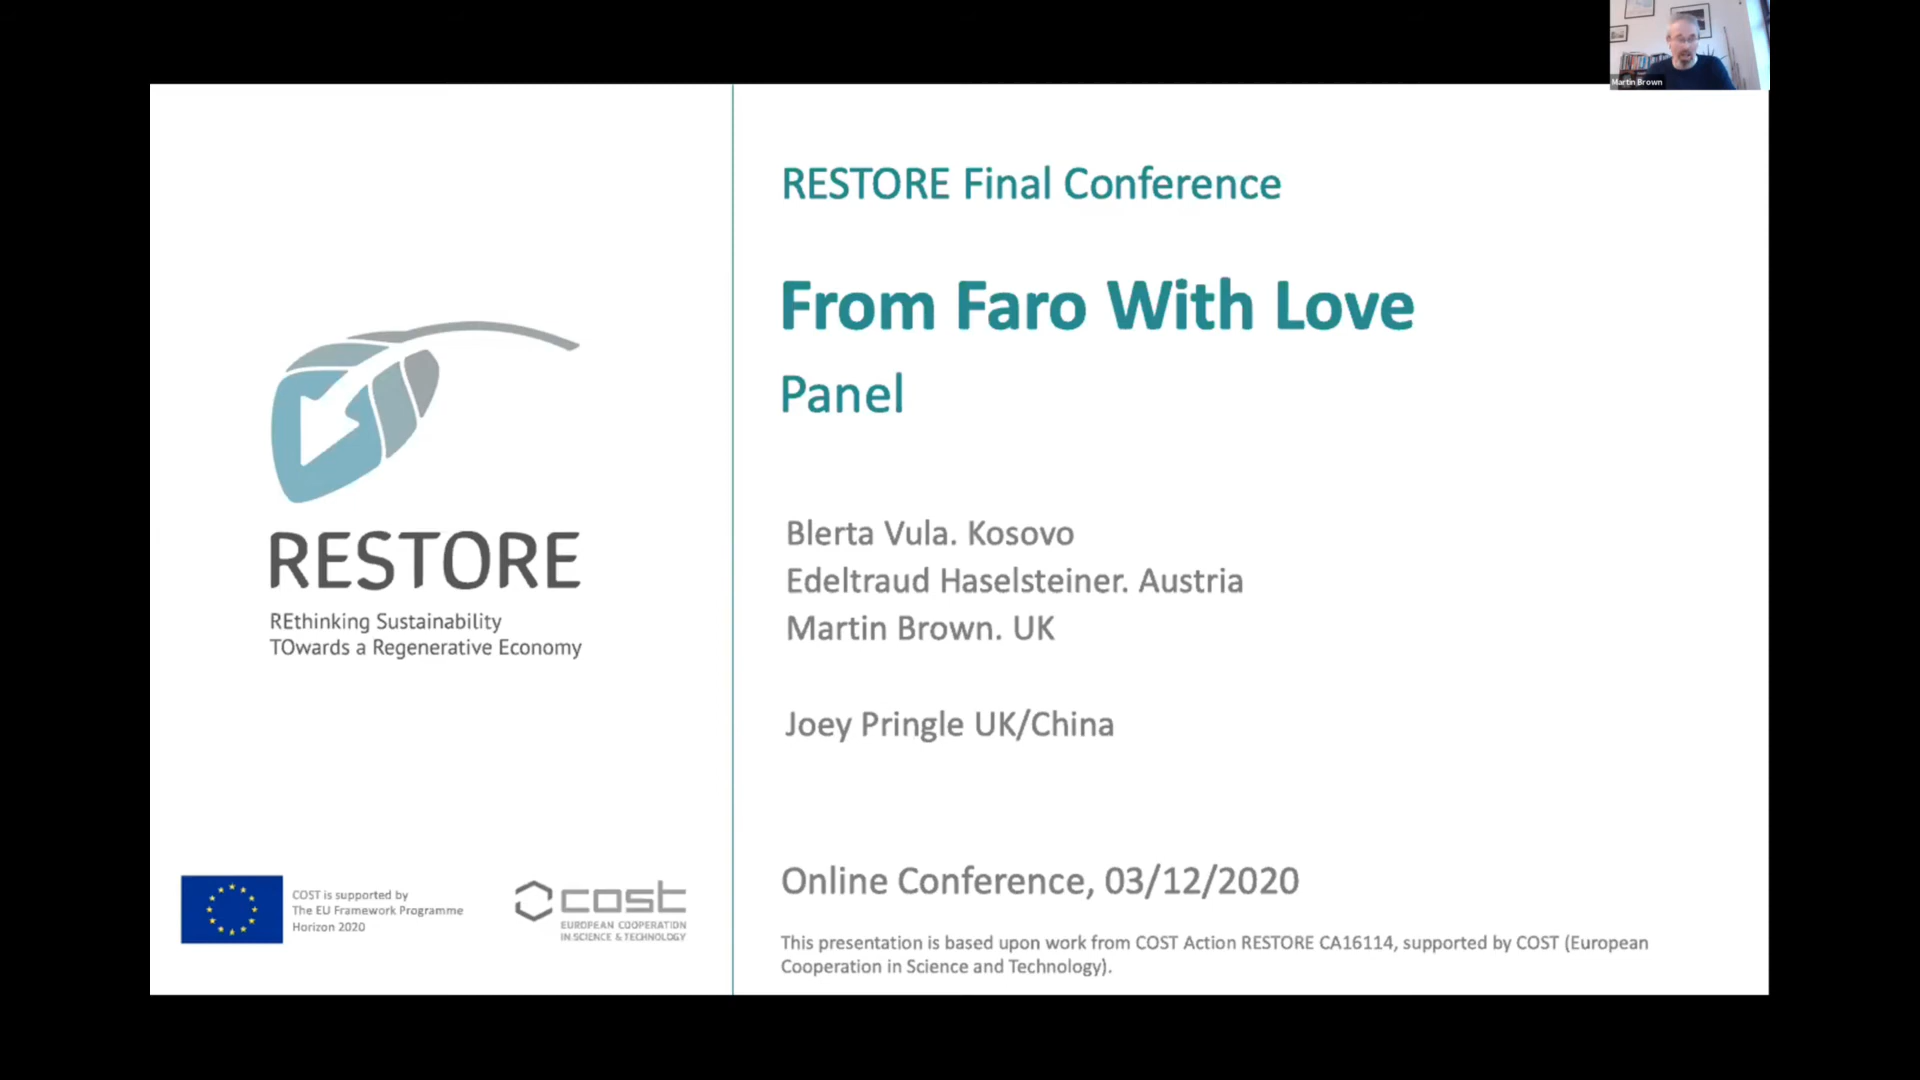 Martin Brown
RESTORE Final Conference
From Faro With Love
Panel
Blerta Vula. Kosovo
Edeltraud Haselsteiner. Austria
Martin Brown. UK
Joey Pringle UK/China
Online Conference, 03/12/2020
This presentation is based upon work from COST Action RESTORE CA16114, supported by COST (European
Cooperation in Science and Technology).
RESTORE
REthinking Sustainability
TOwards a Regenerative Economy
COST is supported by
The EU Framework Programme
Horizon 2020
cost
EUROPEAN COOPERATION
IN SCIENCE & TECHNOLOGY